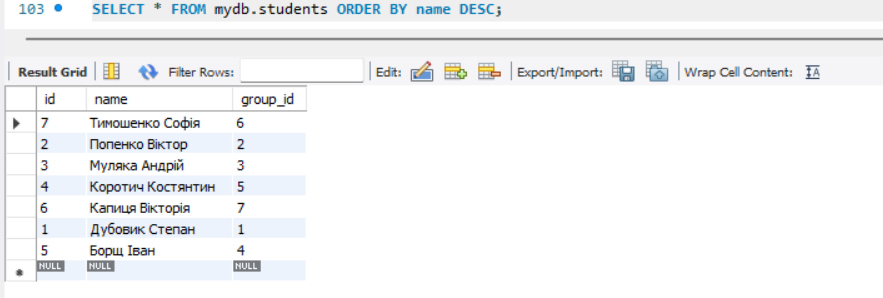 103 SELECT * FROM mydb.students ORDER BY name DESC;
Result Grid Filter Rows: Edit: Export/Import: Wrap Cell Content: IA
id name group_id
7 Тимошенко Софія 6
2 Попенко Віктор 2
3 Муляка Андрій 3
4 Коротич Костянтин 5
6 Капиця Вікторія 7
1 Дубовик Степан 1
5 Борщ Іван 4
NULL NULL NULL